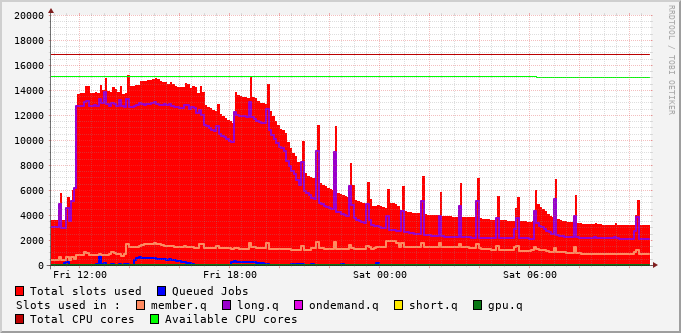 20000
18000
16000
14000
12000
10000
8000
6000
4000
2000
0
Fri 12:00 Fri 18:00 Sat 00:00 Sat 06:00
RRDTOOL / TOBI OETIKER
Total slots used Queued Jobs
Slots used in : member.q long.q ondemand.q short.q gpu.q
Total CPU cores Available CPU cores